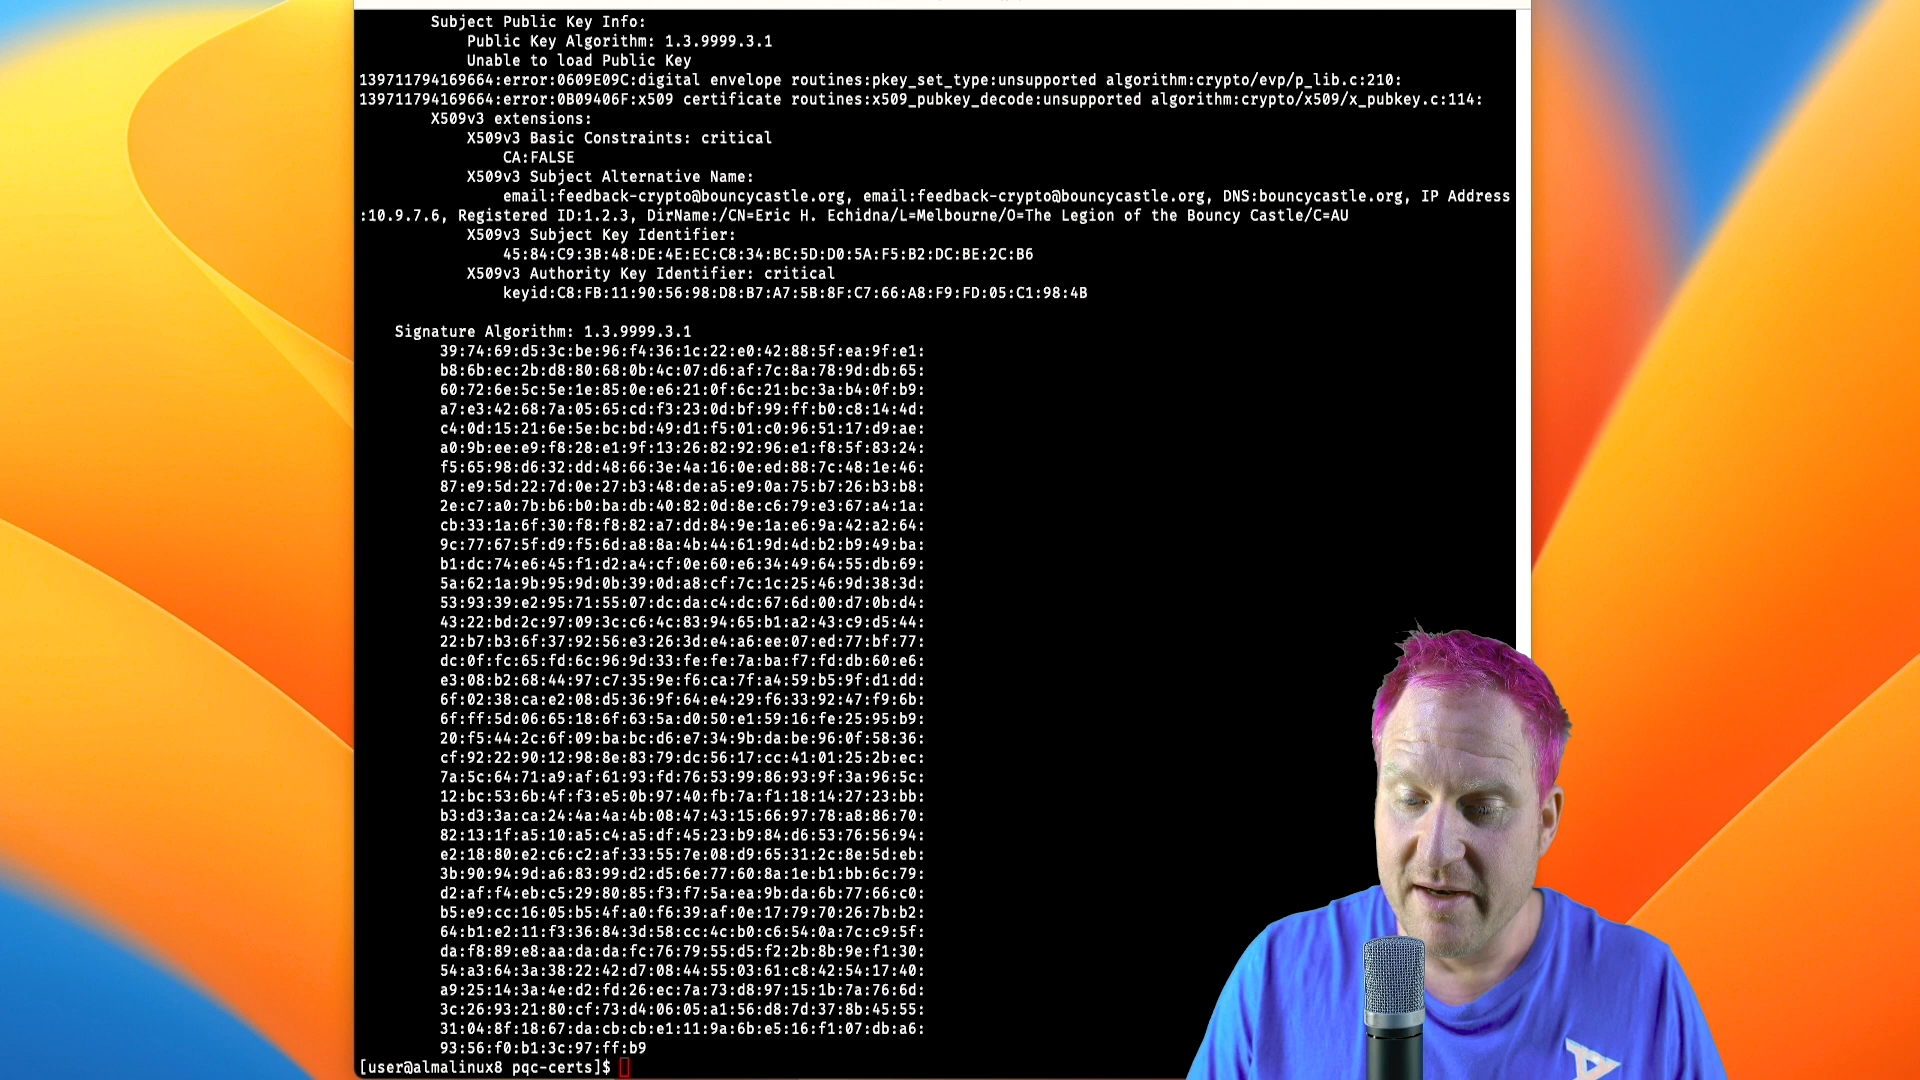 Subject Public Key Info:
Public Key Algorithm: 1.3.9999.3.1
Unable to load Public Key
139711794169664:error:0609E09C:digital envelope routines:pkey_set_type:unsupported algorithm:crypto/evp/p_lib.c:210:
139711794169664:error:0B09406F:x509 certificate routines:x509_pubkey_decode:unsupported algorithm:crypto/x509/x_pubkey.c:114:
X509v3 extensions:
X509v3 Basic Constraints: critical
CA:FALSE
X509v3 Subject Alternative Name:
email:feedback-crypto@bouncycastle.org, email:feedback-crypto@bouncycastle.org, DNS:bouncycastle.org, IP Address
:10.9.7.6, Registered ID:1.2.3, DirName:/CN=Eric H. Echidna/L=Melbourne/O=The Legion of the Bouncy Castle/C=AU
X509v3 Subject Key Identifier:
45:84:C9:3B:48:DE:4E:EC:C8:34:BC:5D:D0:5A:F5:B2:DC:BE:2C:B6
X509v3 Authority Key Identifier: critical
keyid:C8:FB:11:90:56:98:D8:B7:A7:5B:8F:C7:66:A8:F9:FD:05:C1:98:4B
Signature Algorithm: 1.3.9999.3.1
39:74:69:d5:3c:be:96:f4:36:1c:22:e0:42:88:5f:ea:9f:e1:
b8:6b:ec:2b:d8:80:68:0b:4c:07:d6:af:7c:8a:78:9d:db:65:
60:72:6e:5c:5e:1e:85:0e:e6:21:0f:6c:21:bc:3a:b4:0f:b9:
a7:e3:42:68:7a:05:65:cd:f3:23:0d:bf:99:ff:b0:c8:14:4d:
c4:0d:15:21:6e:5e:bc:bd:49:d1:f5:01:c0:96:51:17:d9:ae:
a0:9b:ee:e9:f8:28:e1:9f:13:26:82:92:96:e1:f8:5f:83:24:
f5:65:98:d6:32:dd:48:66:3e:4a:16:0e:ed:88:7c:48:1e:46:
87:e9:5d:22:7d:0e:27:b3:48:de:a5:e9:0a:75:b7:26:b3:b8:
2e:c7:a0:7b:b6:b0:ba:db:40:82:0d:8e:c6:79:e3:67:a4:1a:
cb:33:1a:6f:30:f8:f8:82:a7:dd:84:9e:1a:e6:9a:42:a2:64:
9c:77:67:5f:d9:f5:6d:a8:8a:4b:44:61:9d:4d:b2:b9:49:ba:
b1:dc:74:e6:45:f1:d2:a4:cf:0e:60:e6:34:49:64:55:db:69:
5a:62:1a:9b:95:9d:0b:39:0d:a8:cf:7c:1c:25:46:9d:38:3d:
53:93:39:e2:95:71:55:07:dc:da:c4:dc:67:6d:00:d7:0b:d4:
43:22:bd:2c:97:09:3c:c6:4c:83:94:65:b1:a2:43:c9:d5:44:
22:b7:b3:6f:37:92:56:e3:26:3d:e4:a6:ee:07:ed:77:bf:77:
dc:0f:fc:65:fd:6c:96:9d:33:fe:fe:7a:ba:f7:fd:db:60:e6:
e3:08:b2:68:44:97:c7:35:9e:f6:ca:7f:a4:59:b5:9f:d1:dd:
6f:02:38:ca:e2:08:d5:36:9f:64:e4:29:f6:33:92:47:f9:6b:
6f:ff:5d:06:65:18:6f:63:5a:d0:50:e1:59:16:fe:25:95:b9:
20:f5:44:2c:6f:09:ba:bc:d6:e7:34:9b:da:be:96:0f:58:36:
cf:92:22:90:12:98:8e:83:79:dc:56:17:cc:41:01:25:2b:ec:
7a:5c:64:71:a9:af:61:93:fd:76:53:99:86:93:9f:3a:96:5c:
12:bc:53:6b:4f:f3:e5:0b:97:40:fb:7a:f1:18:14:27:23:bb:
b3:d3:3a:ca:24:4a:4a:4b:08:47:43:15:66:97:78:a8:86:70:
82:13:1f:a5:10:a5:c4:a5:df:45:23:b9:84:d6:53:76:56:94:
e2:18:80:e2:c6:c2:af:33:55:7e:08:d9:65:31:2c:8e:5d:eb:
3b:90:94:9d:a6:83:99:d2:d5:6e:77:60:8a:1e:b1:bb:6c:79:
d2:af:f4:eb:c5:29:80:85:f3:f7:5a:ea:9b:da:6b:77:66:c0:
b5:e9:cc:16:05:b5:4f:a0:f6:39:af:0e:17:79:70:26:7b:b2:
64:b1:e2:11:f3:36:84:3d:58:cc:4c:b0:c6:54:0a:7c:c9:5f:
da:f8:89:e8:aa:da:da:fc:76:79:55:d5:f2:2b:8b:9e:f1:30:
54:a3:64:3a:38:22:42:d7:08:44:55:03:61:c8:42:54:17:40:
a9:25:14:3a:4e:d2:fd:26:ec:7a:73:d8:97:15:1b:7a:76:6d:
3c:26:93:21:80:cf:73:d4:06:05:a1:56:d8:7d:37:8b:45:55:
31:04:8f:18:67:da:cb:cb:e1:11:9a:6b:e5:16:f1:07:db:a6:
93:56:f0:b1:3c:97:ff:b9
[user@almalinux8 pqc-certs]$